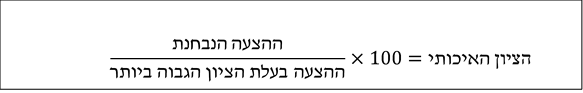 ההצעה הנבחנת
הציון האיכותי = 100 ×
ההצעה בעלת הציון הגבוה ביותר